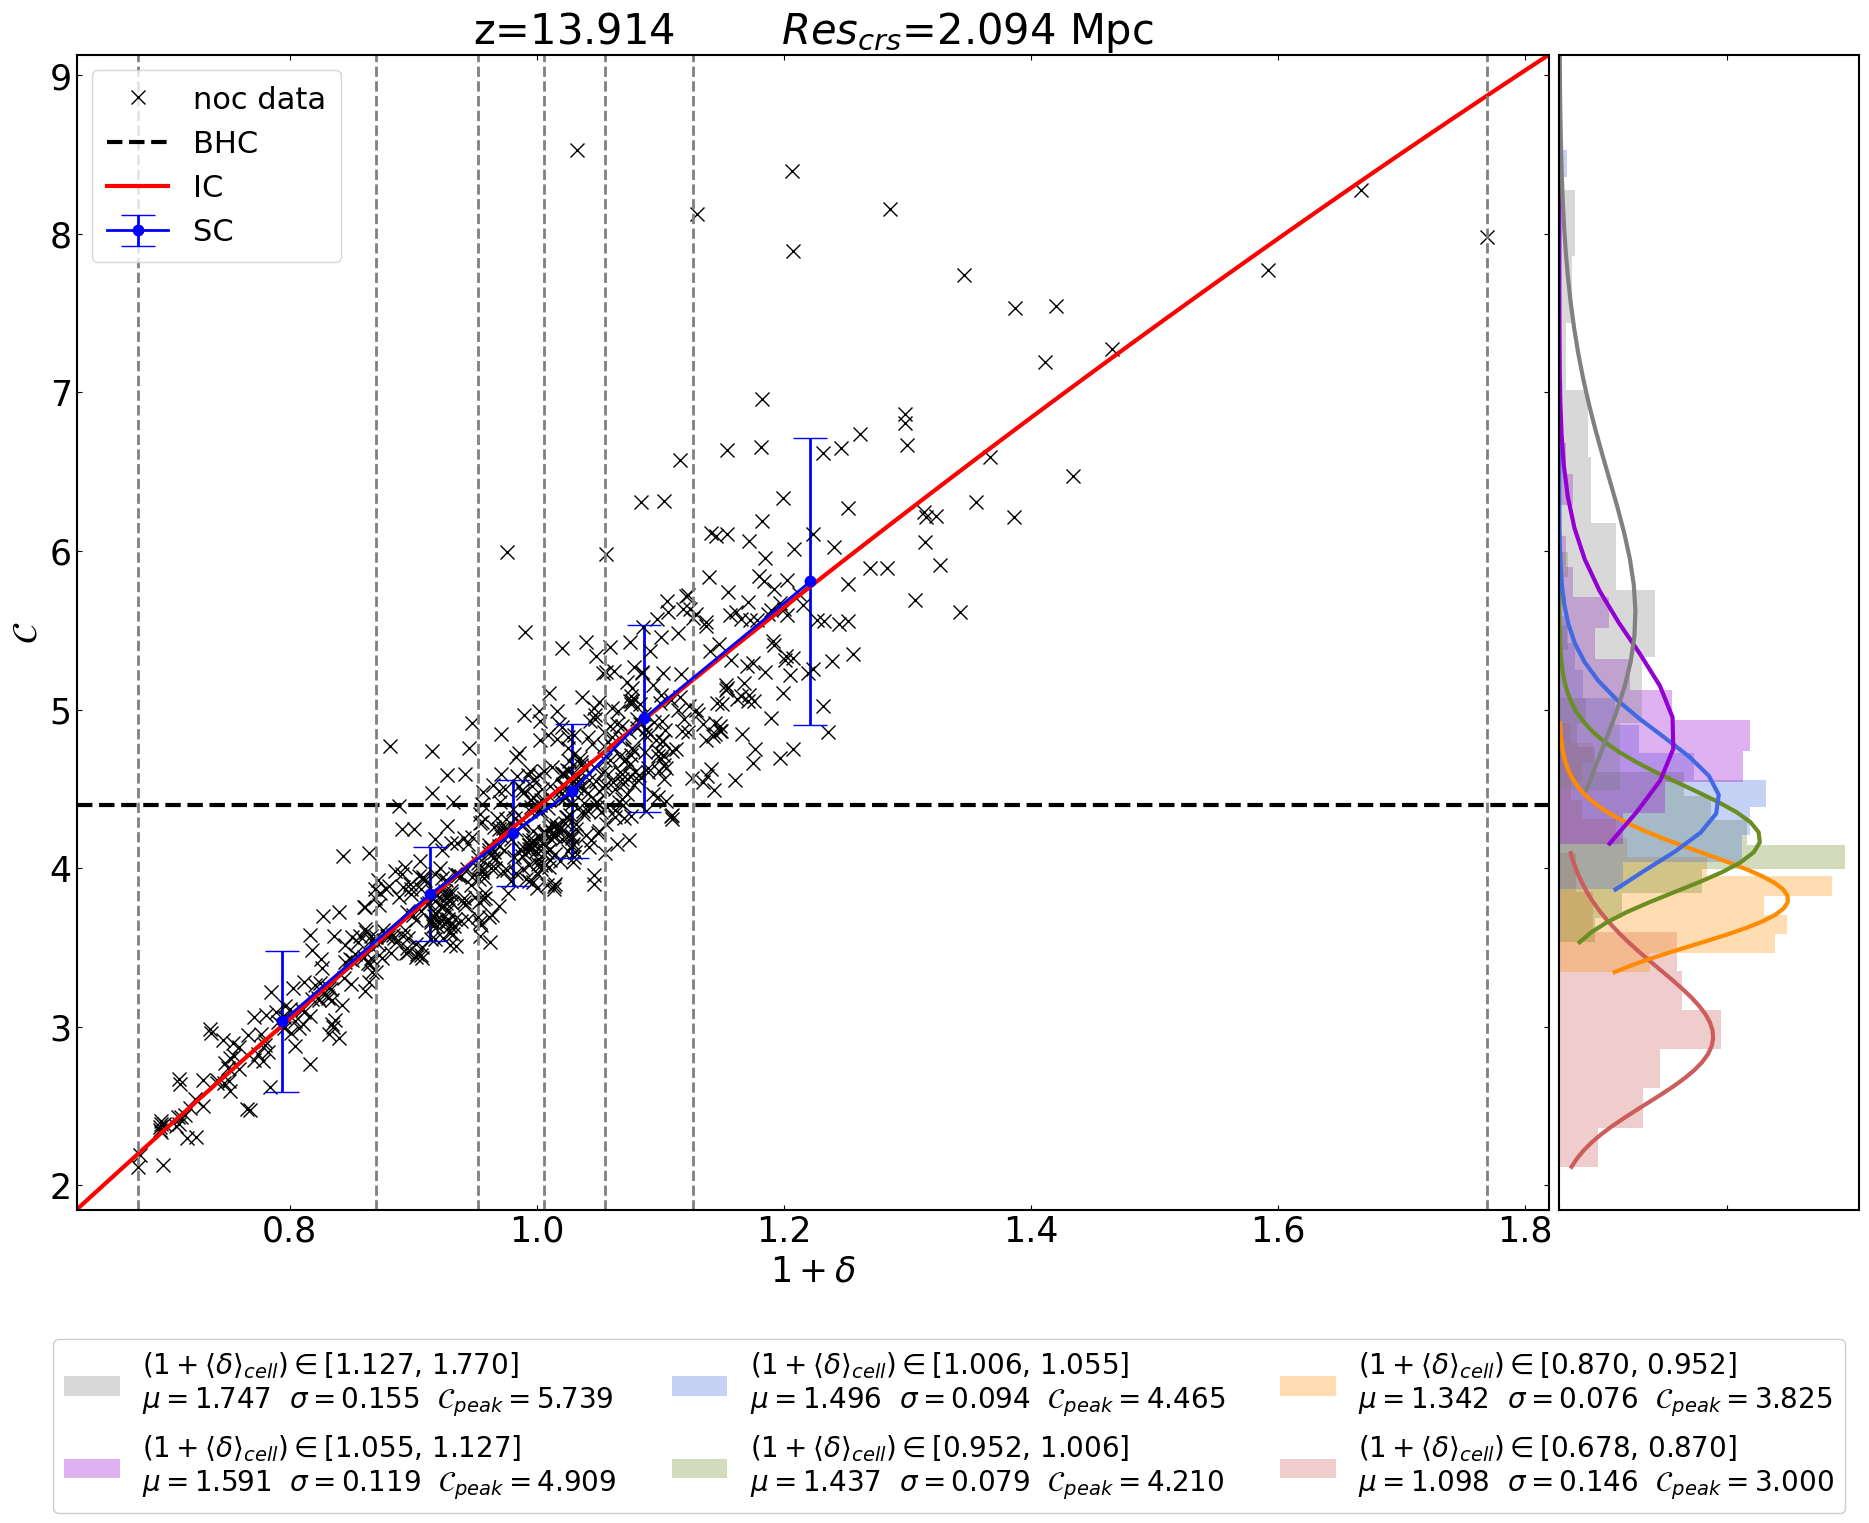 z=13.914 Res_crs=2.094 Mpc
noc data
BHC
IC
SC
9
8
7
6
5
4
3
2
𝒞
0.8 1.0 1.2 1.4 1.6 1.8
1 + δ
(1 + ⟨δ⟩_cell) ∈ [1.127, 1.770]
μ = 1.747 σ = 0.155 𝒞_peak = 5.739
(1 + ⟨δ⟩_cell) ∈ [1.055, 1.127]
μ = 1.591 σ = 0.119 𝒞_peak = 4.909
(1 + ⟨δ⟩_cell) ∈ [1.006, 1.055]
μ = 1.496 σ = 0.094 𝒞_peak = 4.465
(1 + ⟨δ⟩_cell) ∈ [0.952, 1.006]
μ = 1.437 σ = 0.079 𝒞_peak = 4.210
(1 + ⟨δ⟩_cell) ∈ [0.870, 0.952]
μ = 1.342 σ = 0.076 𝒞_peak = 3.825
(1 + ⟨δ⟩_cell) ∈ [0.678, 0.870]
μ = 1.098 σ = 0.146 𝒞_peak = 3.000